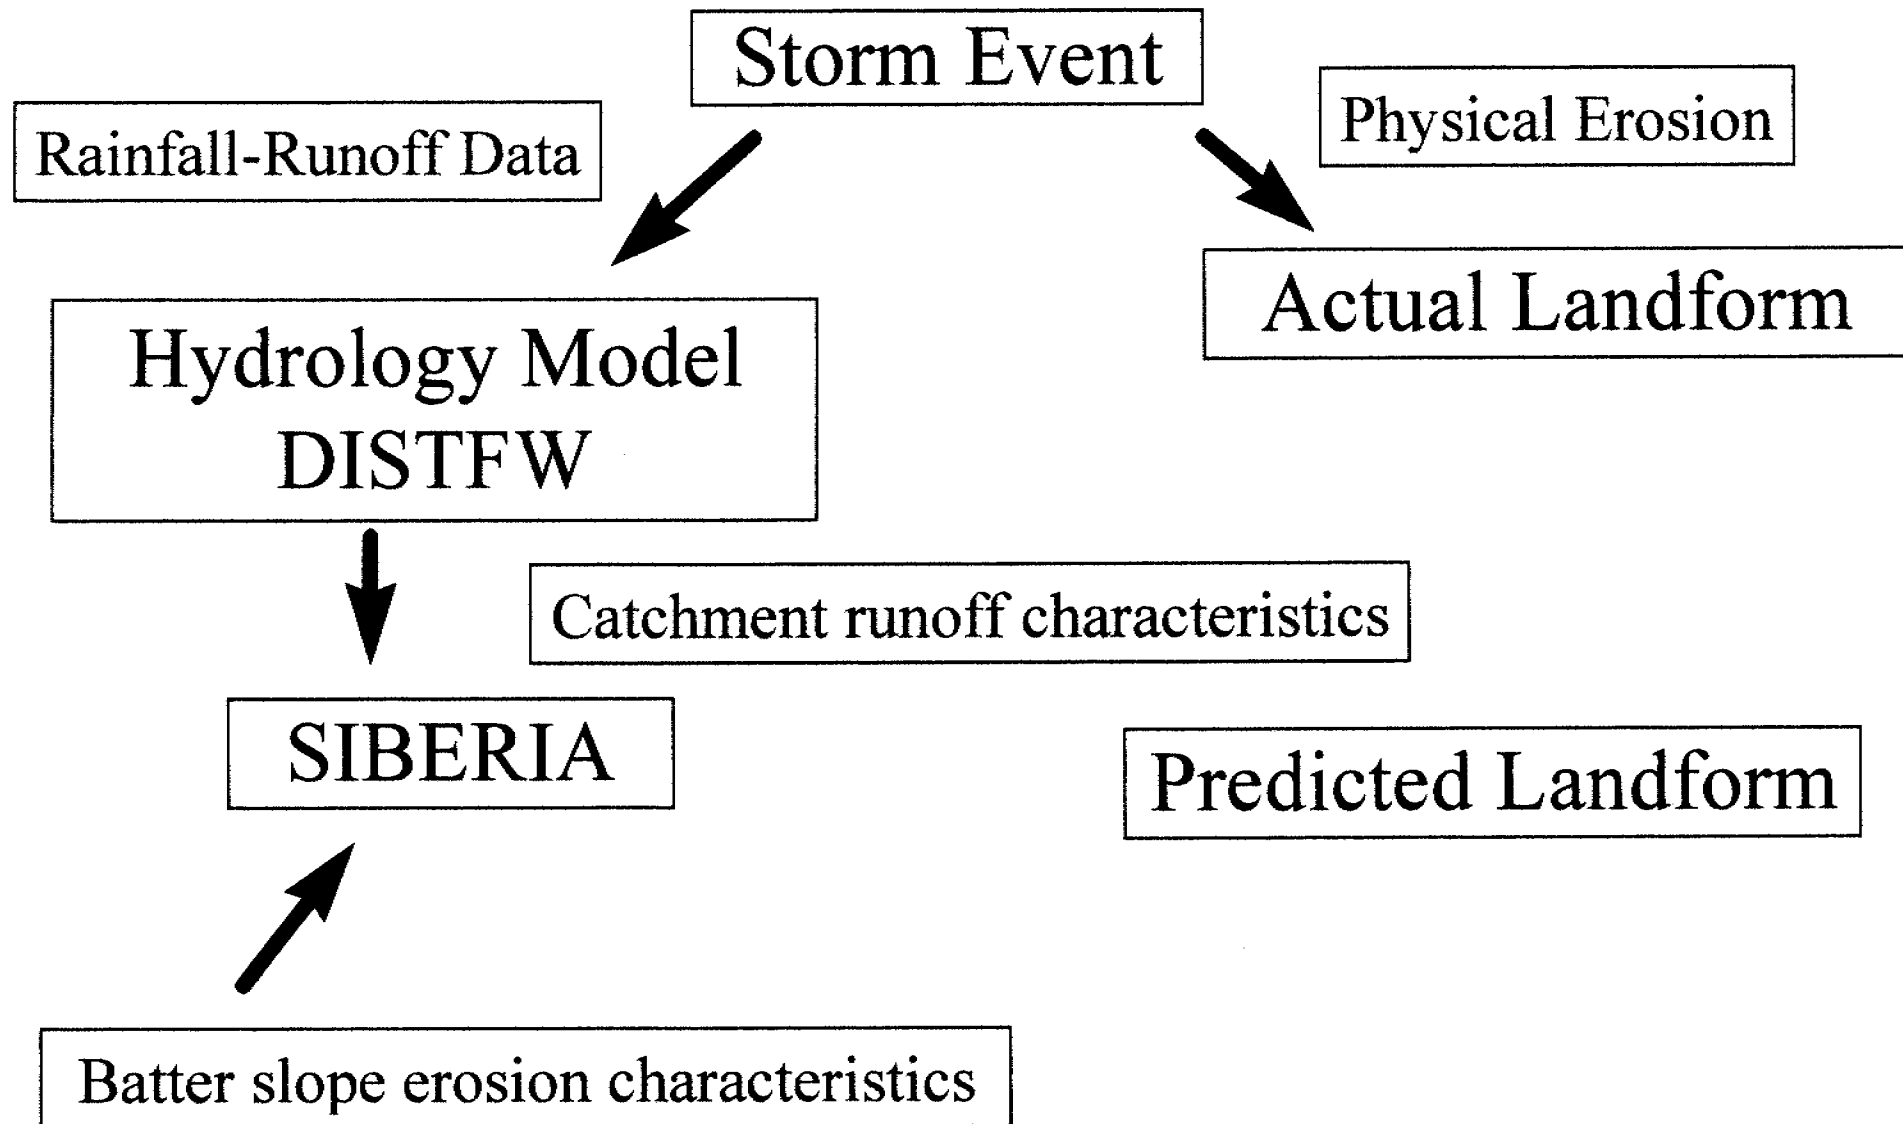 Storm Event
Physical Erosion
Rainfall-Runoff Data
Actual Landform
Hydrology Model
DISTFW
Catchment runoff characteristics
SIBERIA
Predicted Landform
Batter slope erosion characteristics